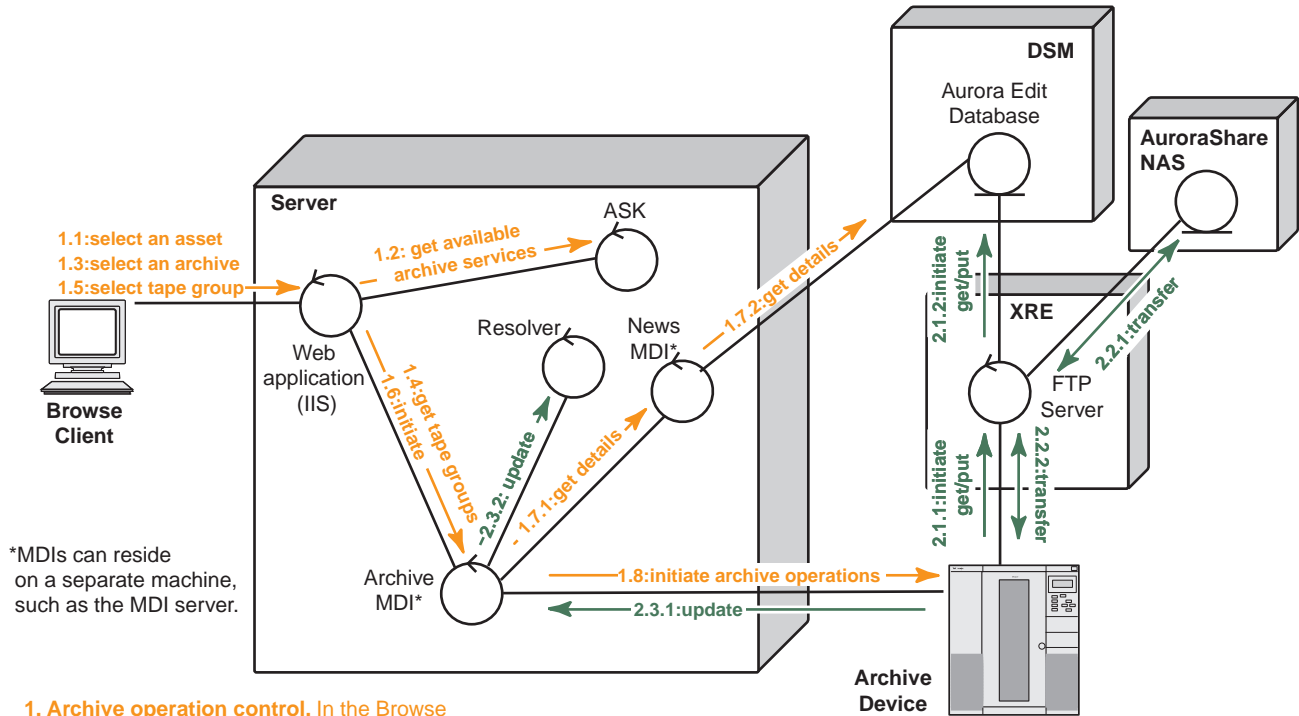 DSM
Aurora Edit
Database
AuroraShare
NAS
Server
ASK
1.1:select an asset
1.3:select an archive
1.5:select tape group
1.2: get available
archive services
1.7.2:get details
2.1.2:initiate
get/put
XRE
2.2.1:transfer
Resolver
News
MDI*
Web
application
(IIS)
Browse
Client
1.4:get tape groups
1.6:initiate
FTP
Server
2.3.2: update
1.7.1:get details
2.1.1:initiate
get/put
2.2.2:transfer
*MDIs can reside
on a separate machine,
such as the MDI server.
Archive
MDI*
1.8:initiate archive operations
2.3.1:update
Archive
Device
1. Archive operation control. In the Browse